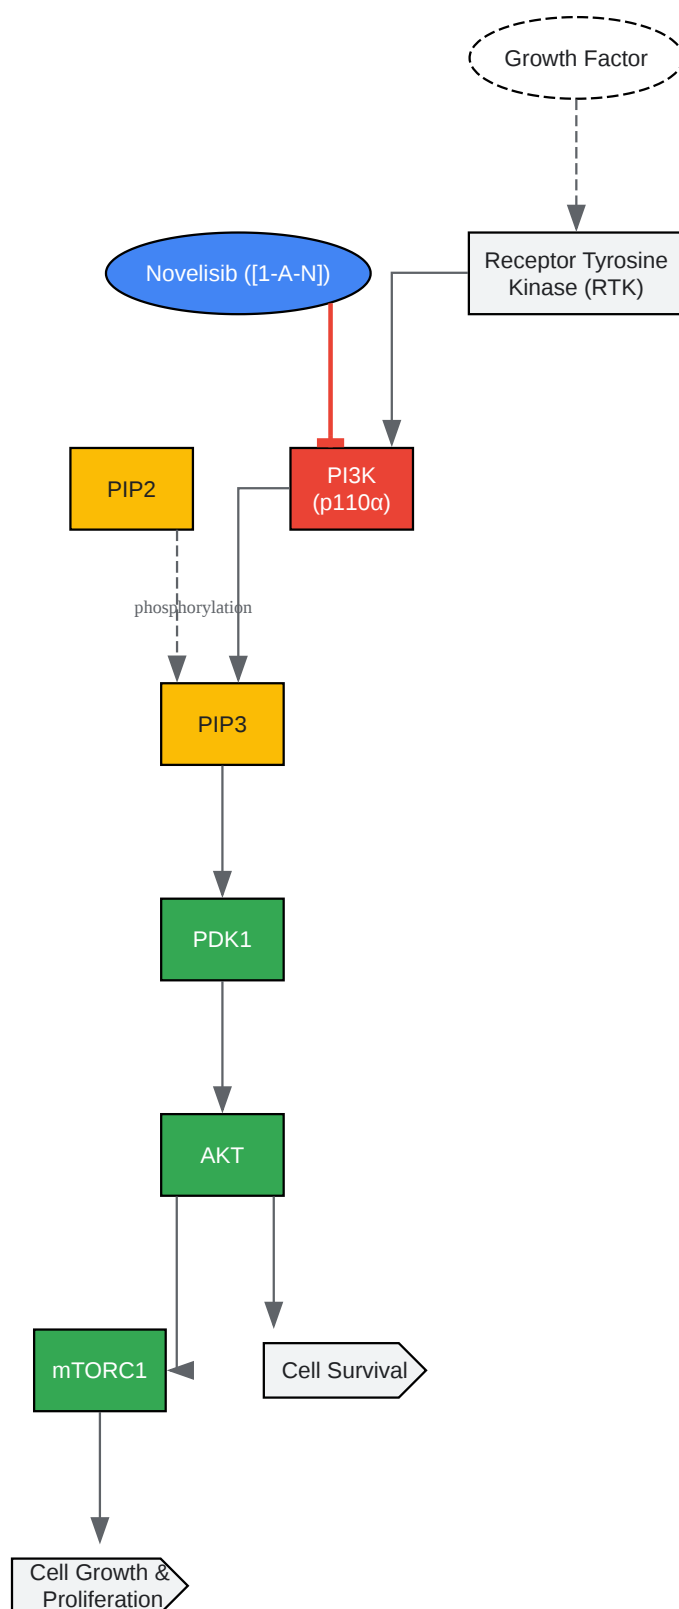 Growth Factor
Novelisib ([1-A-N])
Receptor Tyrosine
Kinase (RTK)
PIP2
PI3K
(p110α)
phosphorylation
PIP3
PDK1
AKT
mTORC1
Cell Survival
Cell Growth &
Proliferation